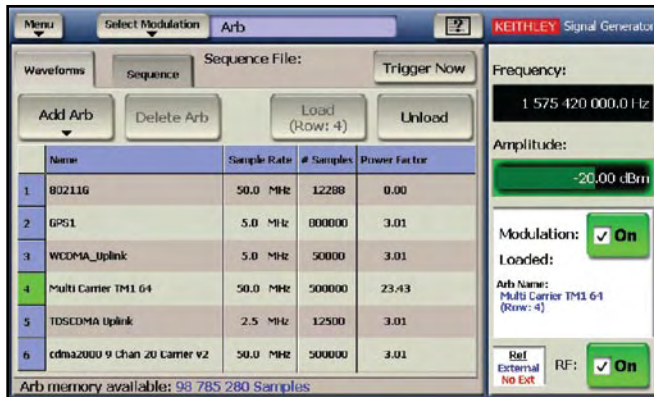 Menu
Select Modulation
Arb
?
KEITHLEY Signal Generator
Waveforms
Sequence
Sequence File:
Trigger Now
Add Arb
Delete Arb
Load
(Row: 4)
Unload
Name Sample Rate # Samples Power Factor
1 80211G 50.0 MHz 12288 0.00
2 GPS1 5.0 MHz 800000 3.01
3 WCDMA_Uplink 5.0 MHz 50000 3.01
4 Multi Carrier TM1 64 50.0 MHz 500000 23.43
5 TDSCDMA Uplink 2.5 MHz 12500 3.01
6 cdma2000 9 Chan 20 Carrier v2 50.0 MHz 500000 3.01
Arb memory available: 98 785 280 Samples
Frequency:
1 575 420 000.0 Hz
Amplitude:
-20.00 dBm
Modulation: On
Loaded:
Arb Name:
Multi Carrier TM1 64
(Row: 4)
Ref
External
No Ext
RF: On